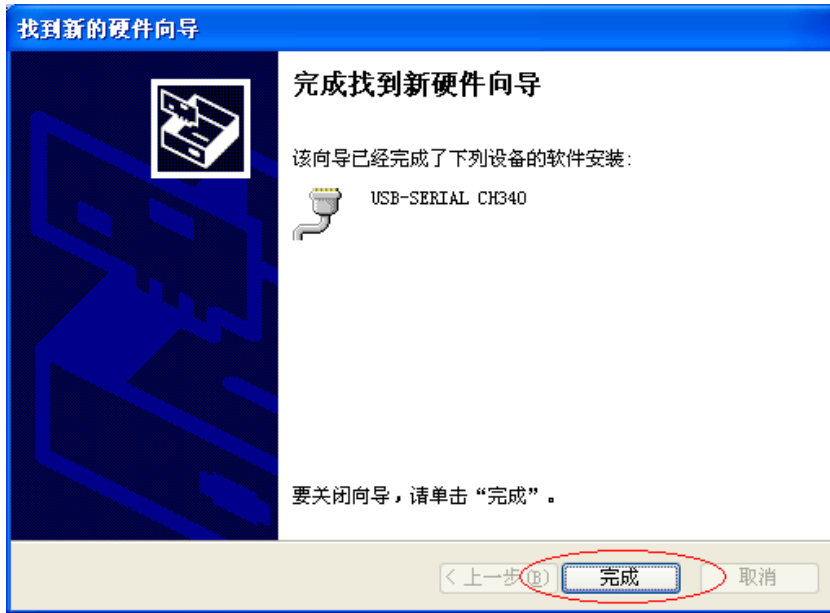 找到新的硬件向导
完成找到新硬件向导
该向导已经完成了下列设备的软件安装:
USB-SERIAL CH340
要关闭向导，请单击“完成”。
<上一步(B)
完成
取消